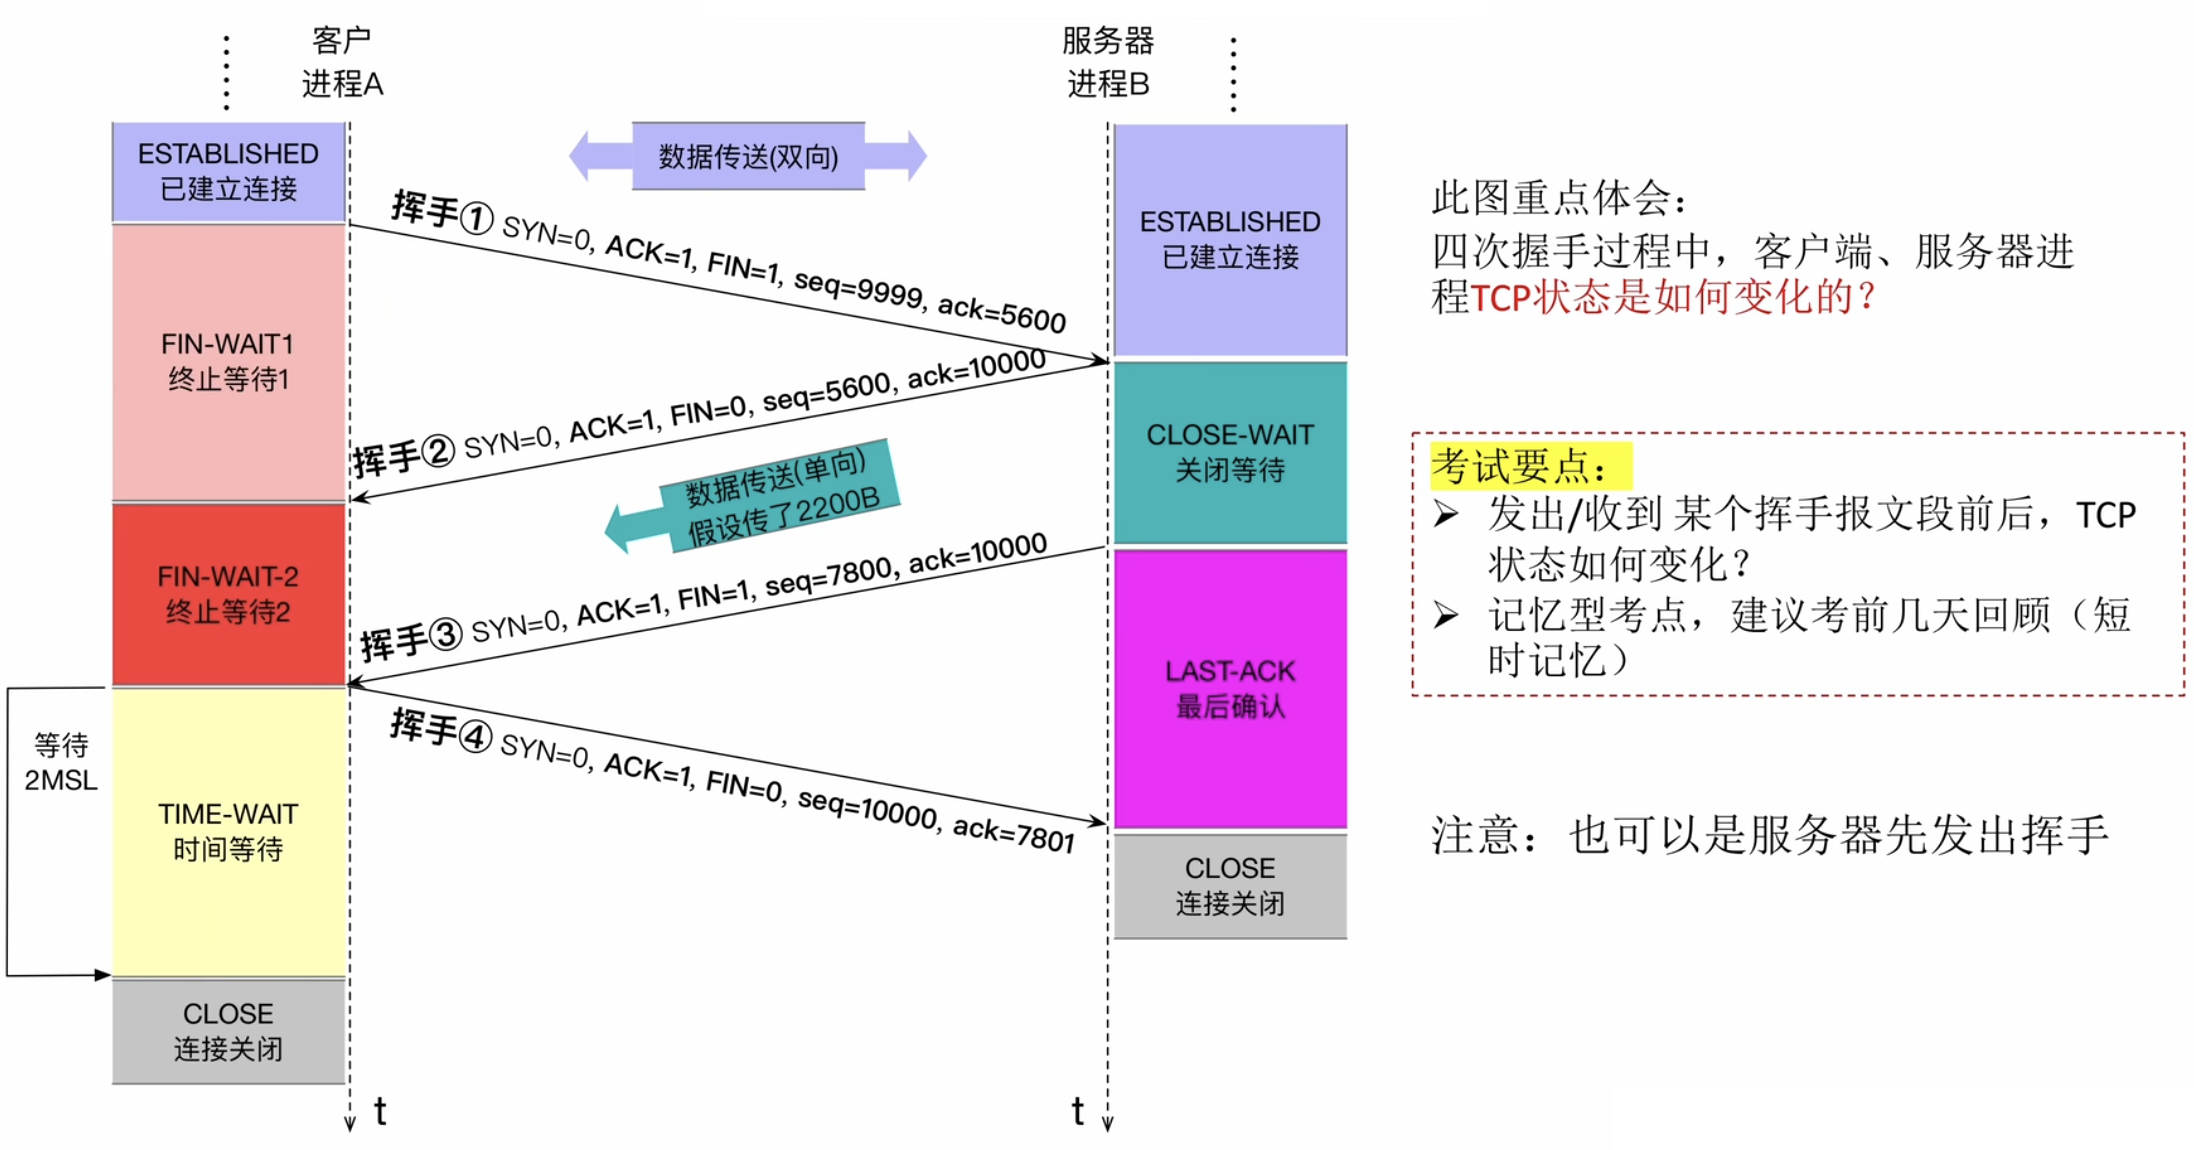 客户
进程A
服务器
进程B
ESTABLISHED
已建立连接
数据传送(双向)
ESTABLISHED
已建立连接
挥手① SYN=0, ACK=1, FIN=1, seq=9999, ack=5600
FIN-WAIT1
终止等待1
挥手② SYN=0, ACK=1, FIN=0, seq=5600, ack=10000
CLOSE-WAIT
关闭等待
数据传送(单向)
假设传了2200B
FIN-WAIT-2
终止等待2
挥手③ SYN=0, ACK=1, FIN=1, seq=7800, ack=10000
LAST-ACK
最后确认
挥手④ SYN=0, ACK=1, FIN=0, seq=10000, ack=7801
等待
2MSL
TIME-WAIT
时间等待
CLOSE
连接关闭
CLOSE
连接关闭
t
t
此图重点体会：
四次握手过程中，客户端、服务器进
程TCP状态是如何变化的？
考试要点：
➢ 发出/收到 某个挥手报文段前后，TCP
状态如何变化？
➢ 记忆型考点，建议考前几天回顾（短
时记忆）
注意：也可以是服务器先发出挥手